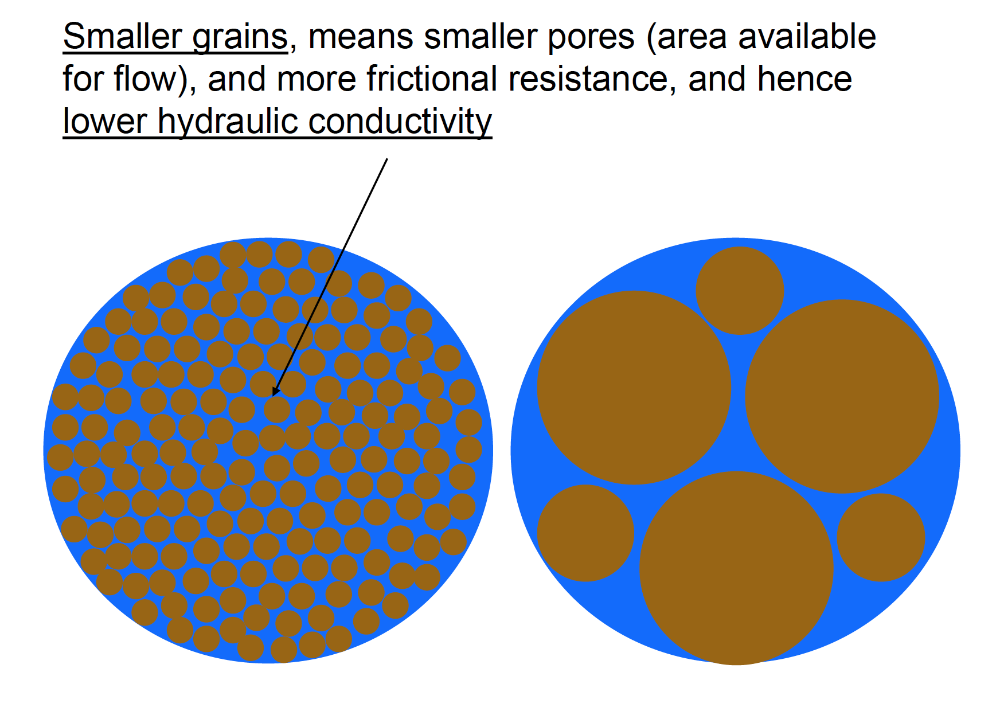 Smaller grains, means smaller pores (area available
for flow), and more frictional resistance, and hence
lower hydraulic conductivity